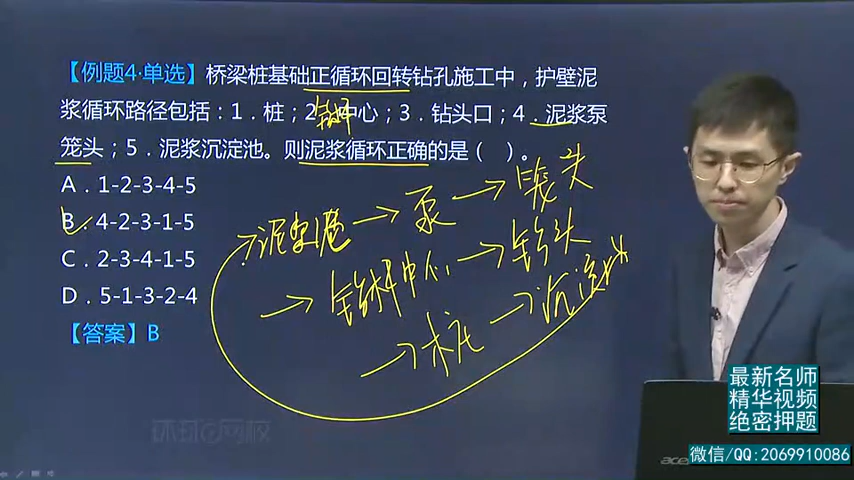 【例题4·单选】桥梁桩基础正循环回转钻孔施工中，护壁泥
浆循环路径包括：1．桩；2钻杆中心；3．钻头口；4．泥浆泵
笼头；5．泥浆沉淀池。则泥浆循环正确的是（ ）。
A．1-2-3-4-5
B．4-2-3-1-5
C．2-3-4-1-5
D．5-1-3-2-4
【答案】B
泥浆池→泵→笼头
→钻杆中心→钻头
→桩→沉淀池
环球网校
最新名师
精华视频
绝密押题
微信/QQ:2069910086
acer